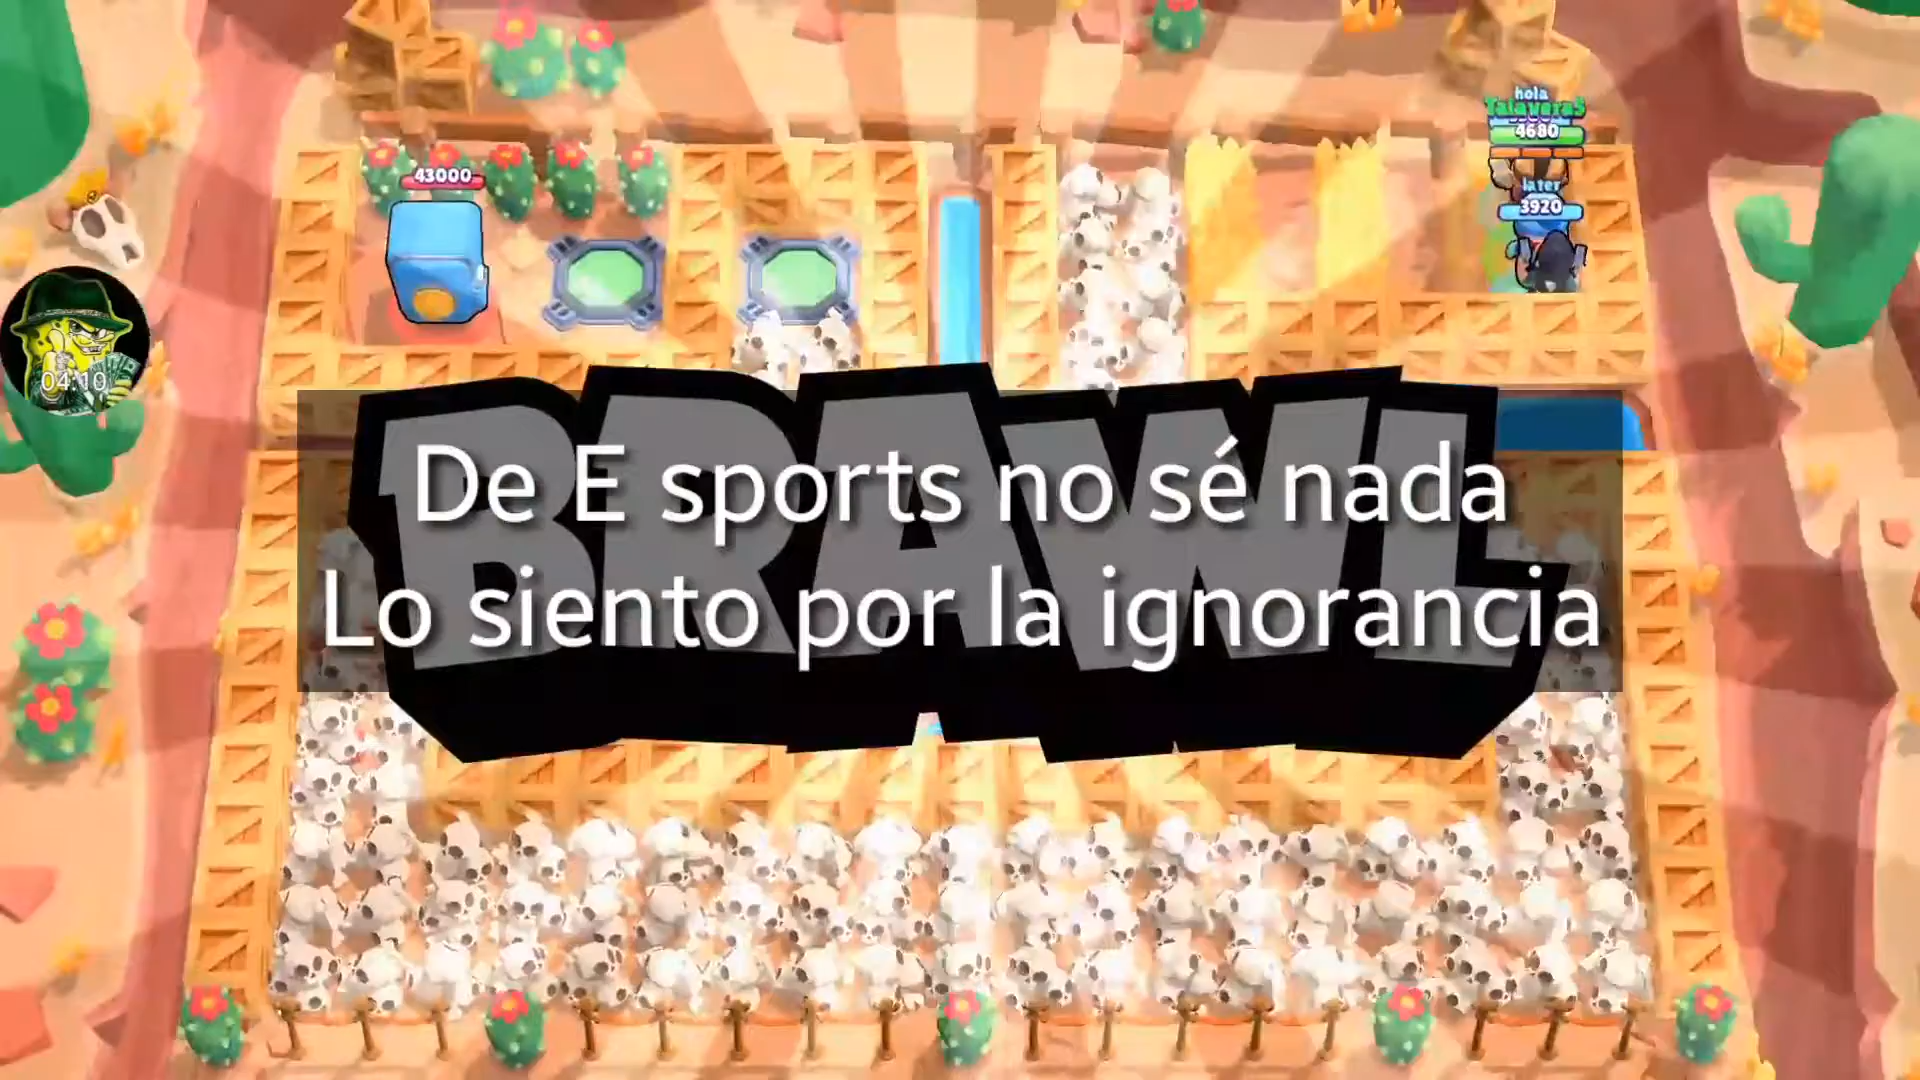 hola
Talavera5
4680
43000
later
3920
04:10
BRAWL
De E sports no sé nada
Lo siento por la ignorancia